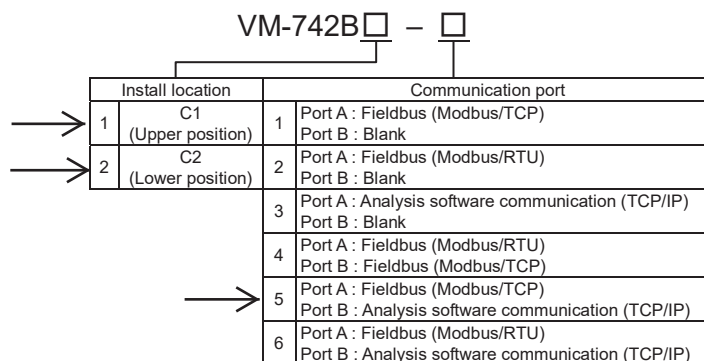 VM-742B□ – □
Install location Communication port
1 C1 (Upper position) 1 Port A : Fieldbus (Modbus/TCP)
Port B : Blank
2 C2 (Lower position) 2 Port A : Fieldbus (Modbus/RTU)
Port B : Blank
3 Port A : Analysis software communication (TCP/IP)
Port B : Blank
4 Port A : Fieldbus (Modbus/RTU)
Port B : Fieldbus (Modbus/TCP)
5 Port A : Fieldbus (Modbus/TCP)
Port B : Analysis software communication (TCP/IP)
6 Port A : Fieldbus (Modbus/RTU)
Port B : Analysis software communication (TCP/IP)